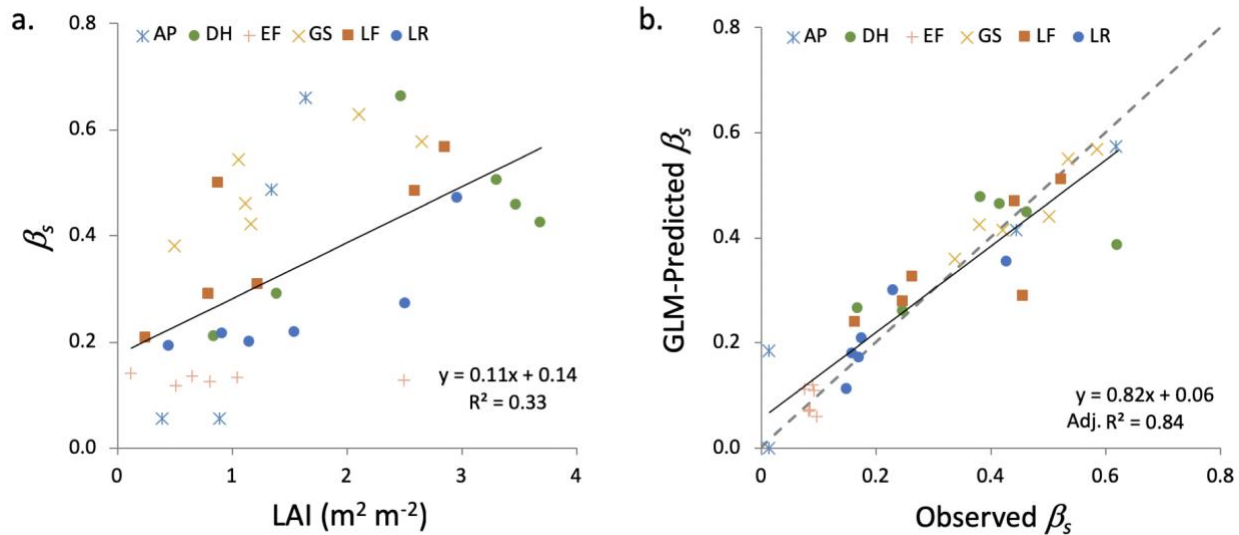 a.
AP DH EF GS LF LR
0.8
0.6
0.4
0.2
0.0
βs
y = 0.11x + 0.14
R² = 0.33
0 1 2 3 4
LAI (m² m⁻²)
b.
AP DH EF GS LF LR
0.8
0.6
0.4
0.2
0.0
GLM-Predicted βs
y = 0.82x + 0.06
Adj. R² = 0.84
0 0.2 0.4 0.6 0.8
Observed βs